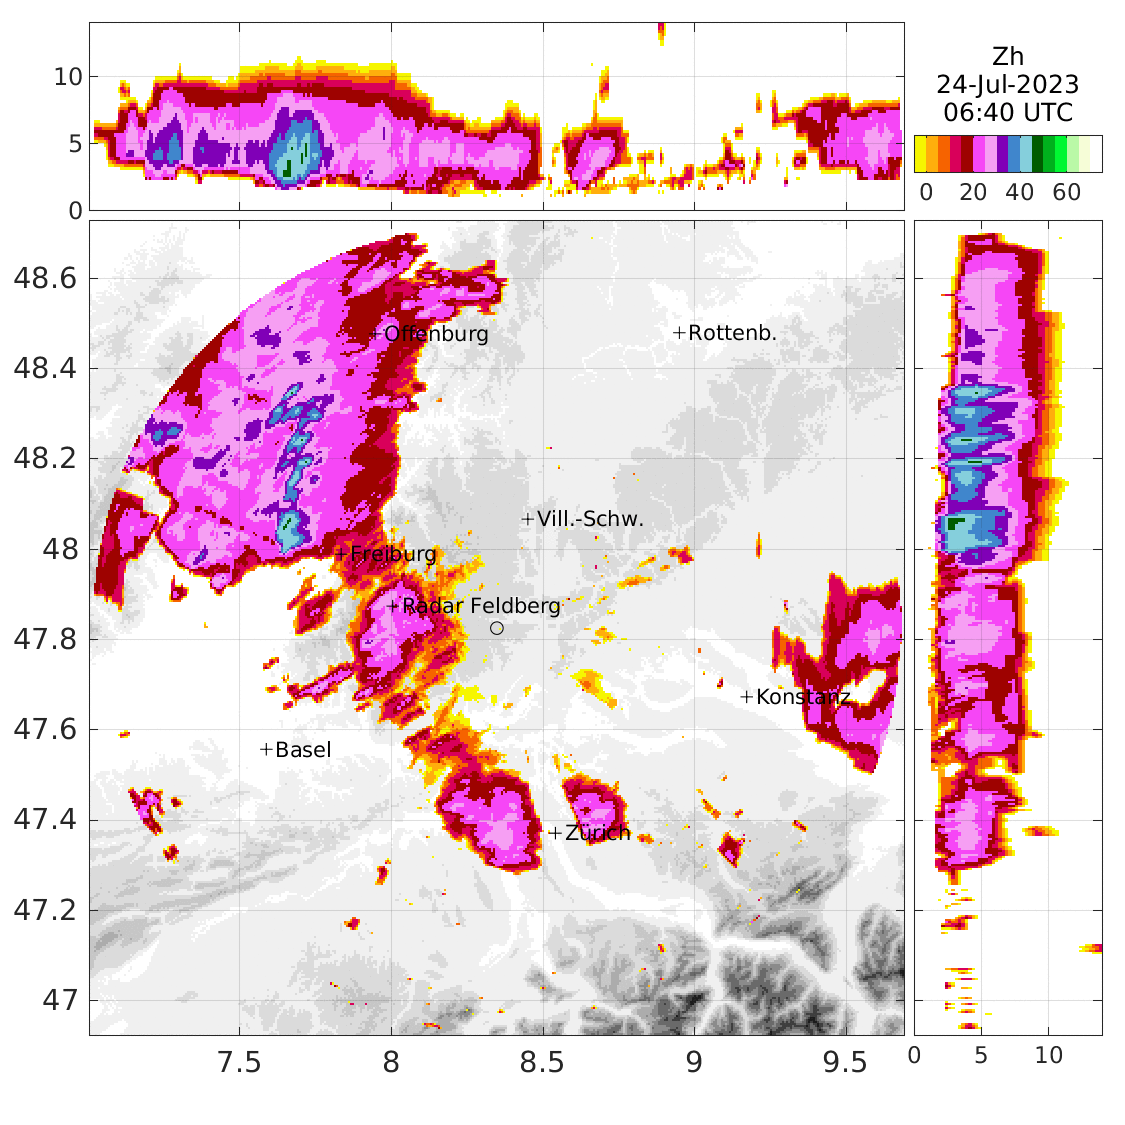 10
5
0
Zh
24-Jul-2023
06:40 UTC
0 20 40 60
48.6
48.4
48.2
48
47.8
47.6
47.4
47.2
47
+Offenburg
+Rottenb.
+Vill.-Schw.
+Freiburg
+Radar Feldberg
+Konstanz
+Basel
+Zürich
7.5 8 8.5 9 9.5
0 5 10